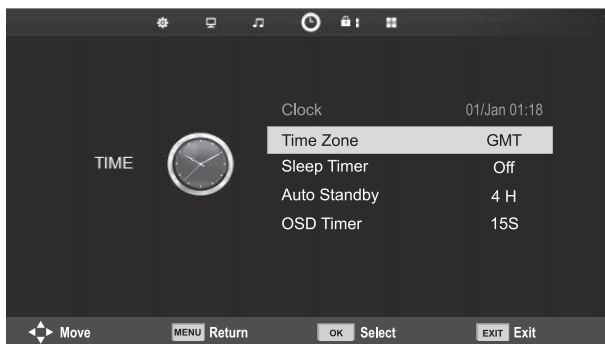 Clock 01/Jan 01:18
Time Zone GMT
TIME
Sleep Timer Off
Auto Standby 4 H
OSD Timer 15S
Move MENU Return OK Select EXIT Exit